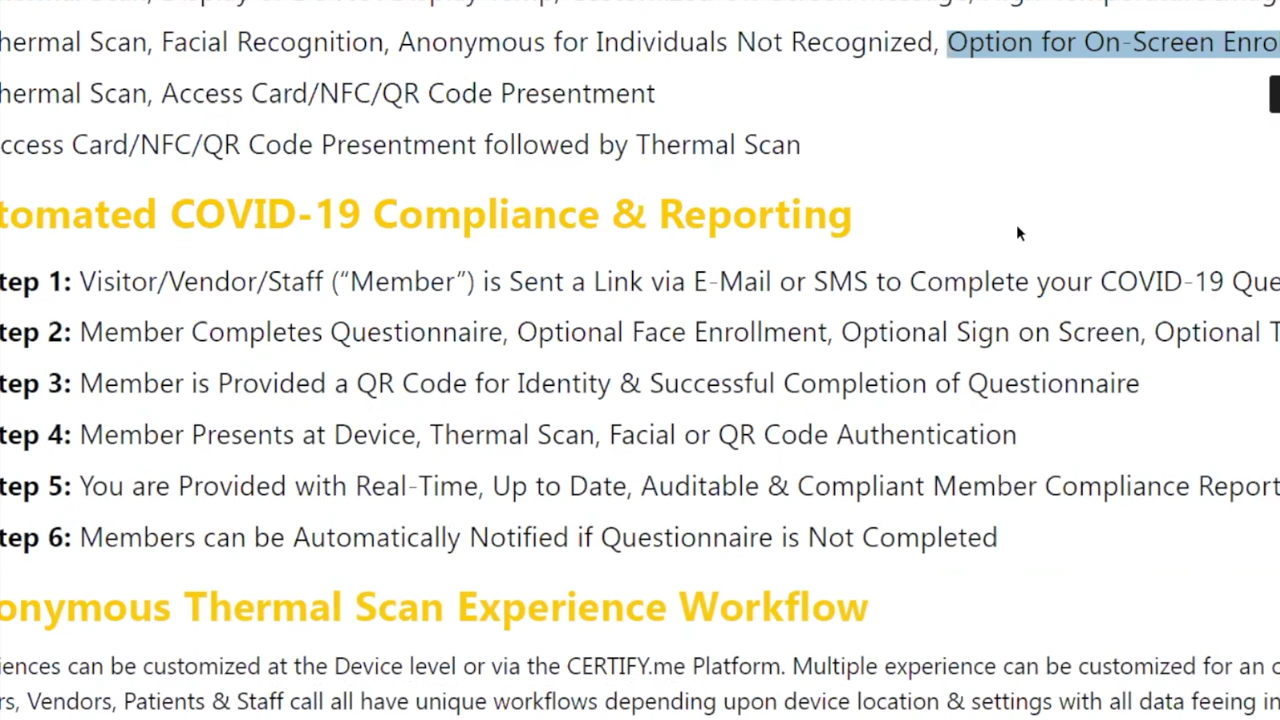 hermal Scan, Facial Recognition, Anonymous for Individuals Not Recognized, Option for On-Screen Enro
hermal Scan, Access Card/NFC/QR Code Presentment
ccess Card/NFC/QR Code Presentment followed by Thermal Scan
tomated COVID-19 Compliance & Reporting
tep 1: Visitor/Vendor/Staff (“Member”) is Sent a Link via E-Mail or SMS to Complete your COVID-19 Que
tep 2: Member Completes Questionnaire, Optional Face Enrollment, Optional Sign on Screen, Optional T
tep 3: Member is Provided a QR Code for Identity & Successful Completion of Questionnaire
tep 4: Member Presents at Device, Thermal Scan, Facial or QR Code Authentication
tep 5: You are Provided with Real-Time, Up to Date, Auditable & Compliant Member Compliance Report
tep 6: Members can be Automatically Notified if Questionnaire is Not Completed
onymous Thermal Scan Experience Workflow
iences can be customized at the Device level or via the CERTIFY.me Platform. Multiple experience can be customized for an
rs, Vendors, Patients & Staff call all have unique workflows depending upon device location & settings with all data feeing in